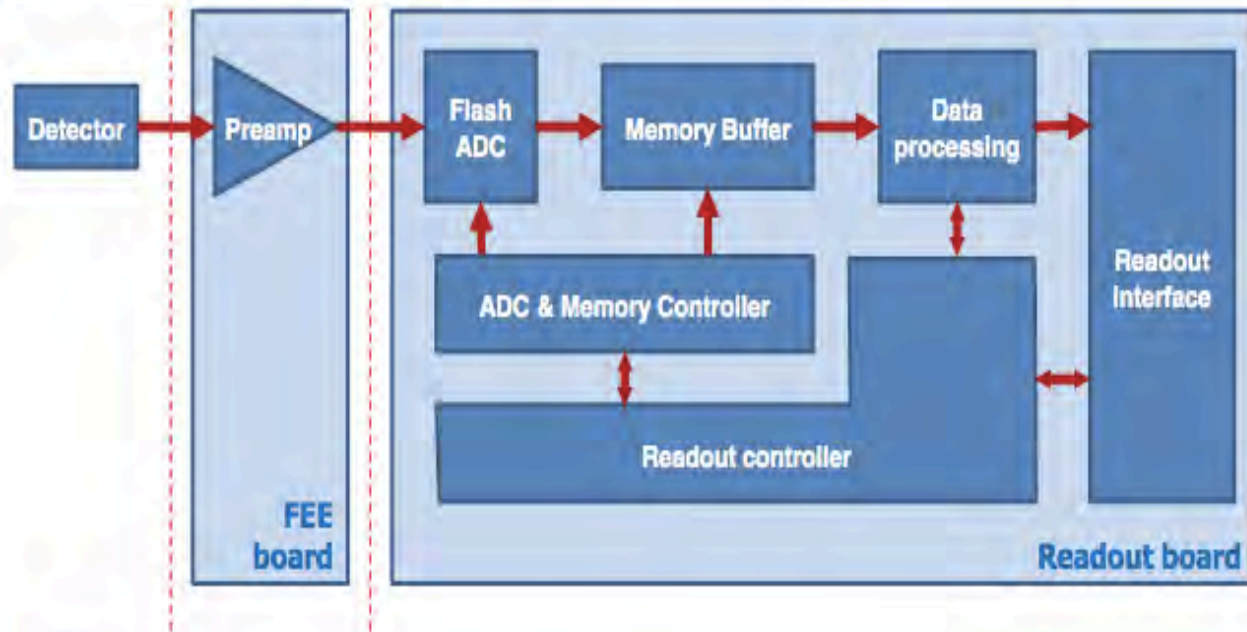 Detector
Preamp
Flash
ADC
Memory Buffer
Data
processing
Readout
Interface
ADC & Memory Controller
Readout controller
FEE
board
Readout board